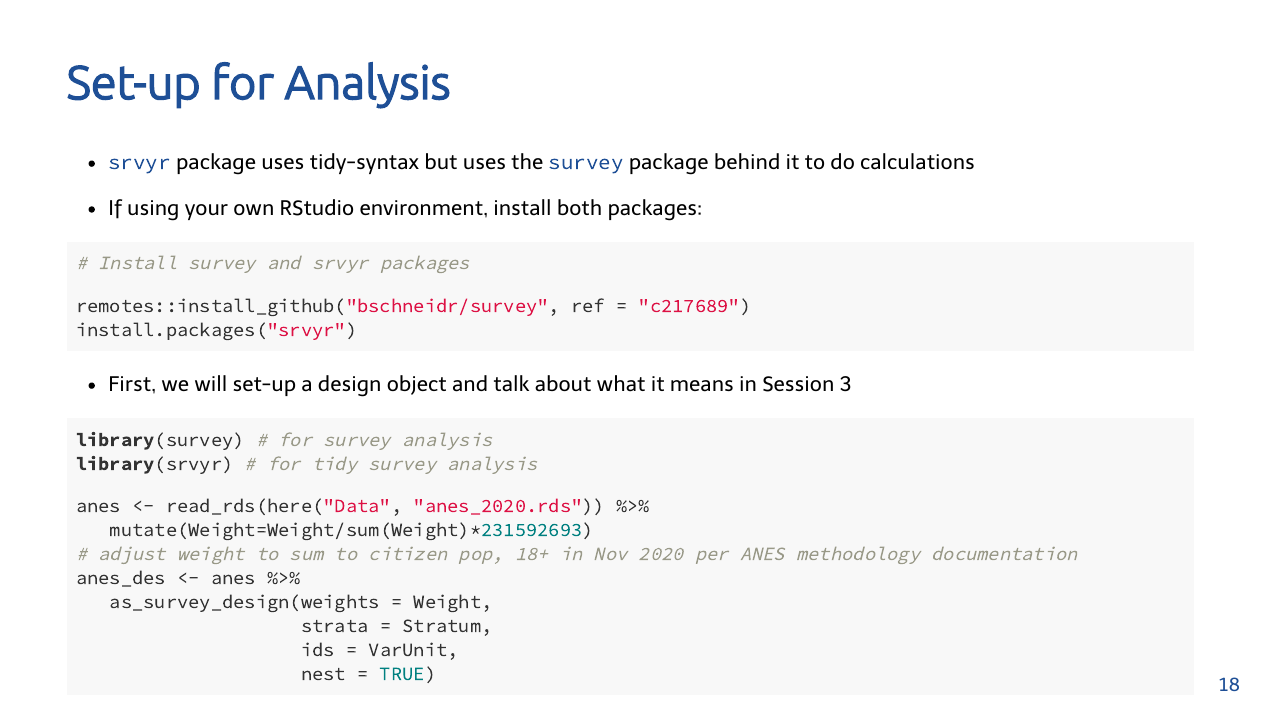 Set-up for Analysis
• srvyr package uses tidy-syntax but uses the survey package behind it to do calculations
• If using your own RStudio environment, install both packages:
# Install survey and srvyr packages
remotes::install_github("bschneidr/survey", ref = "c217689")
install.packages("srvyr")
• First, we will set-up a design object and talk about what it means in Session 3
library(survey) # for survey analysis
library(srvyr) # for tidy survey analysis
anes <- read_rds(here("Data", "anes_2020.rds")) %>%
   mutate(Weight=Weight/sum(Weight)*231592693)
# adjust weight to sum to citizen pop, 18+ in Nov 2020 per ANES methodology documentation
anes_des <- anes %>%
   as_survey_design(weights = Weight,
                    strata = Stratum,
                    ids = VarUnit,
                    nest = TRUE)
18